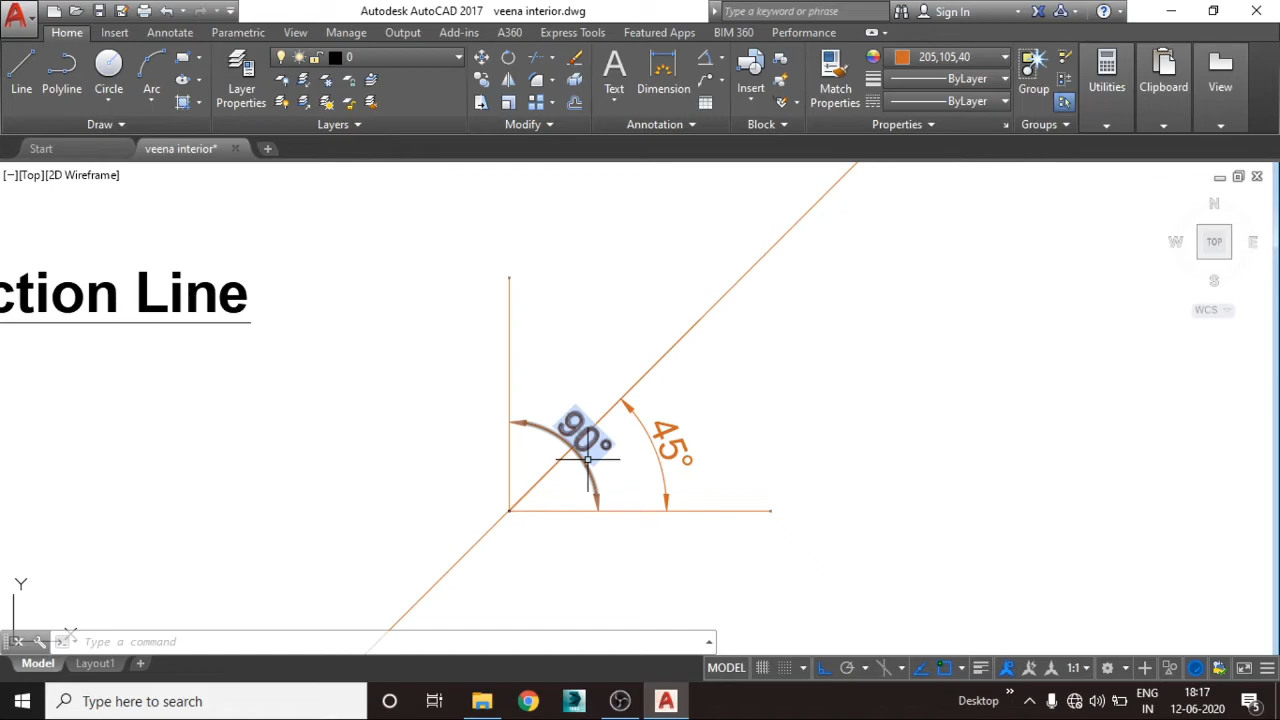 Autodesk AutoCAD 2017 veena interior.dwg
Type a keyword or phrase
Sign In
Home Insert Annotate Parametric View Manage Output Add-ins A360 Express Tools Featured Apps BIM 360 Performance
0
205,105,40
ByLayer
ByLayer
Line Polyline Circle Arc
Layer Properties
Text Dimension
Insert
Match Properties
Group
Utilities
Clipboard
View
Draw Layers Modify Annotation Block Properties Groups
Start veena interior*
[−][Top][2D Wireframe]
N
W TOP E
S
WCS
ction Line
90°
45°
Y
X
Type a command
Model Layout1
MODEL
1:1
Type here to search
Desktop
ENG
IN
18:17
12-06-2020
5